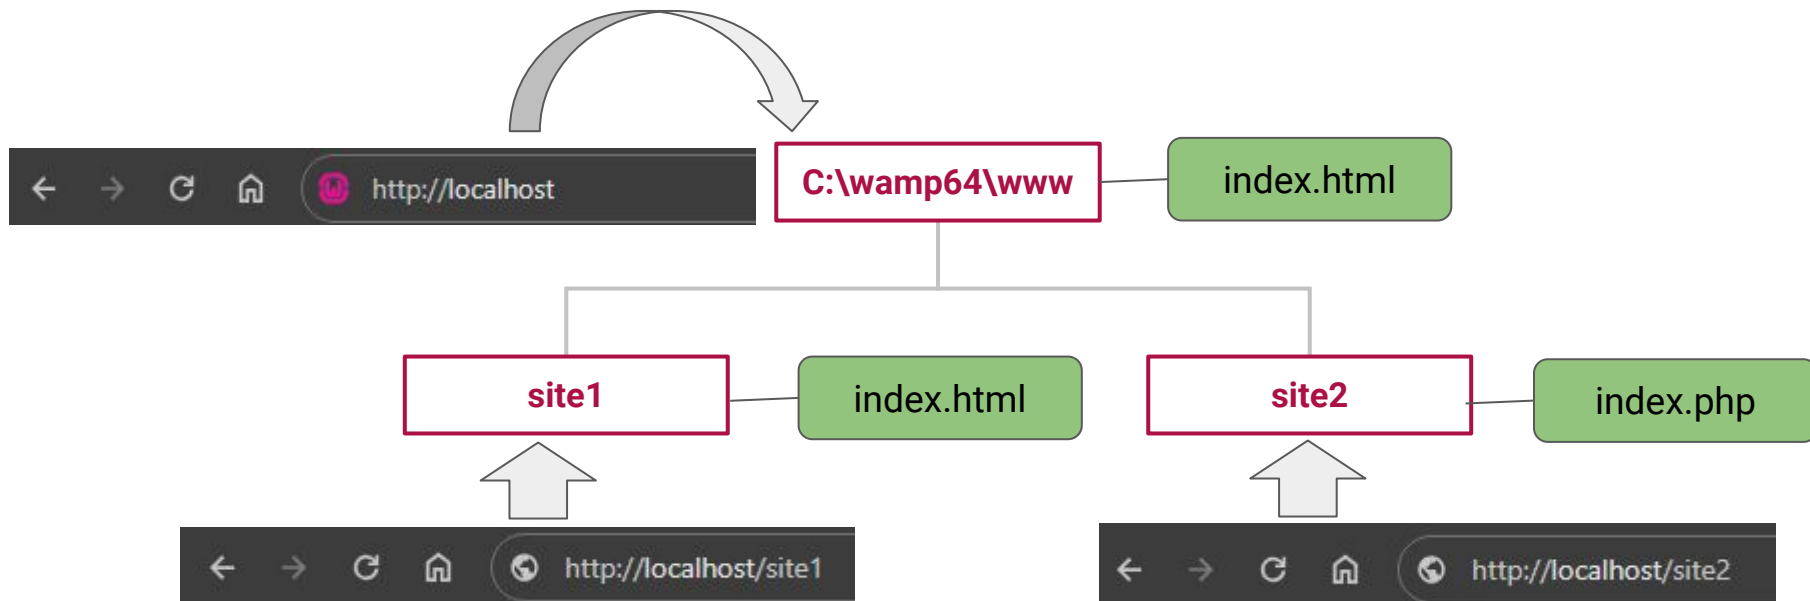 http://localhost
C:\wamp64\www
index.html
site1
index.html
site2
index.php
http://localhost/site1
http://localhost/site2